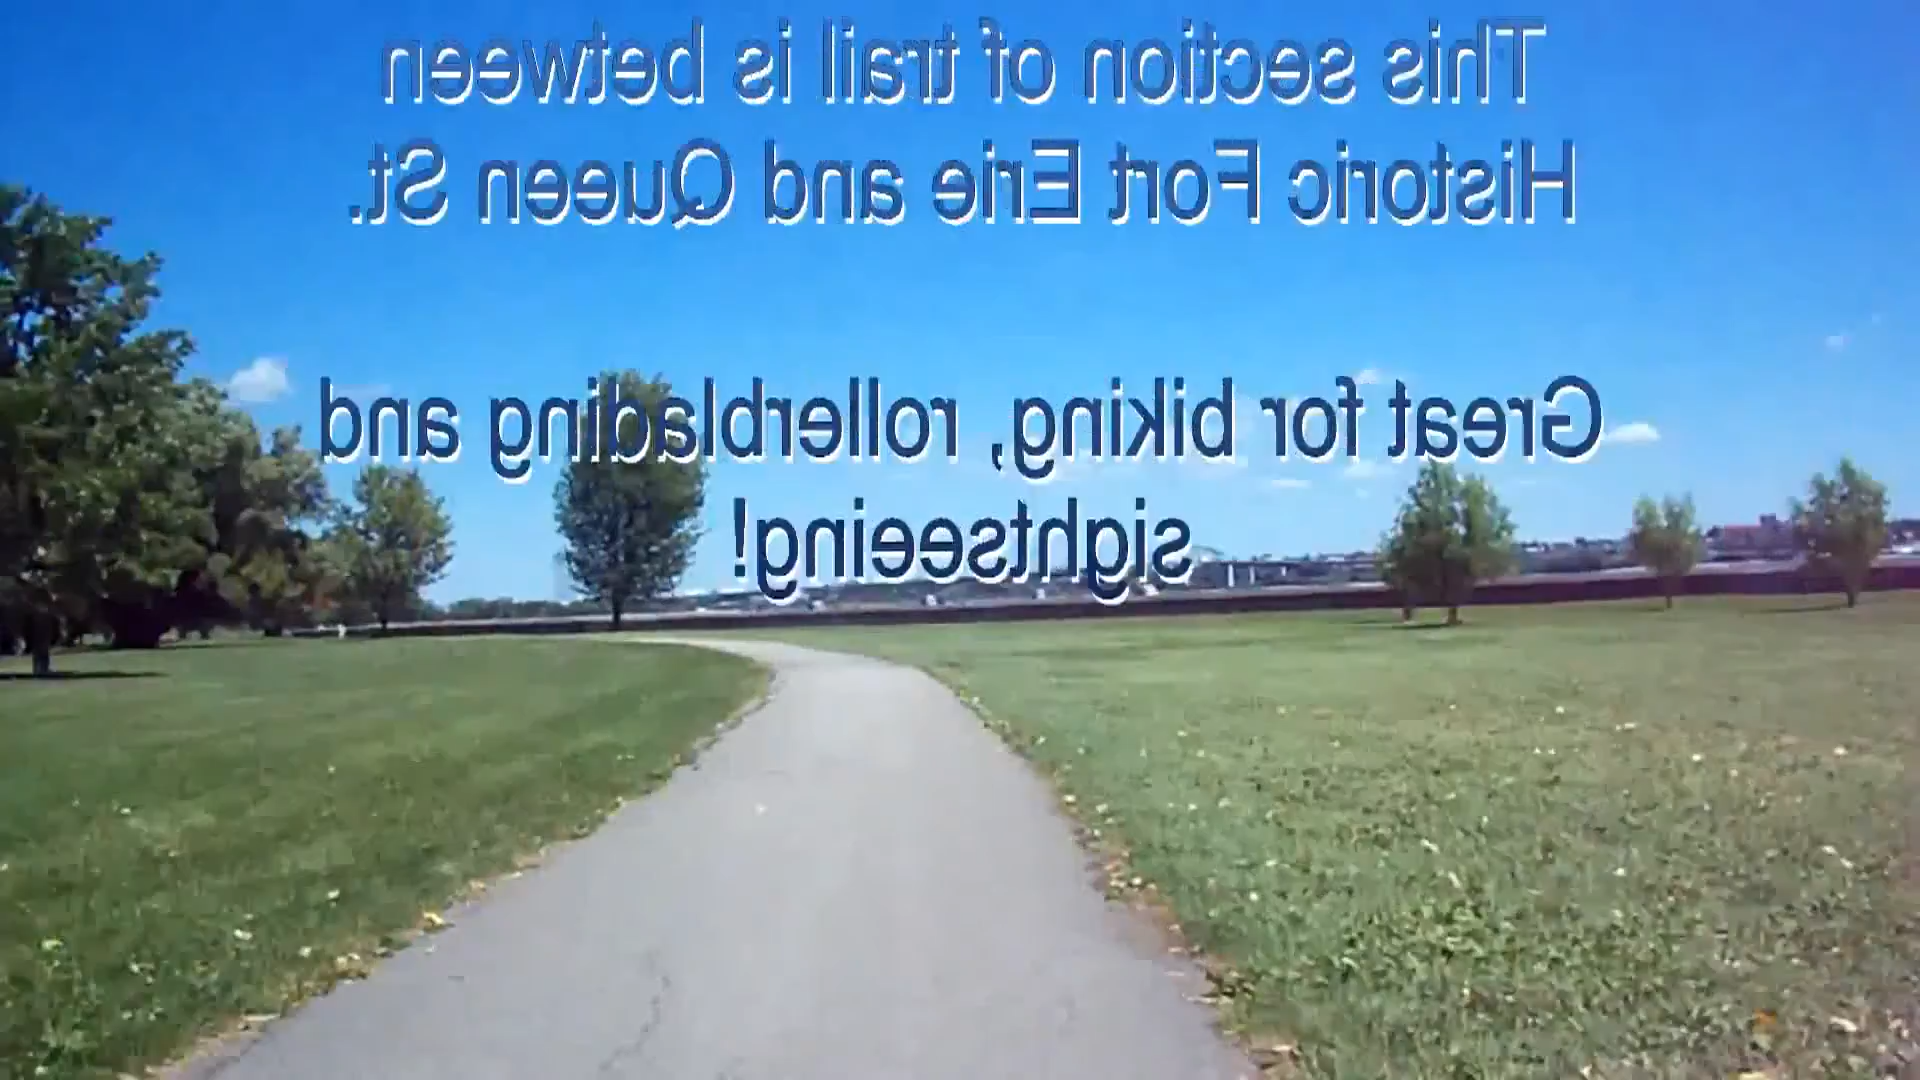 This section of trail is between
Historic Fort Erie and Queen St.
Great for biking, rollerblading and
sightseeing!